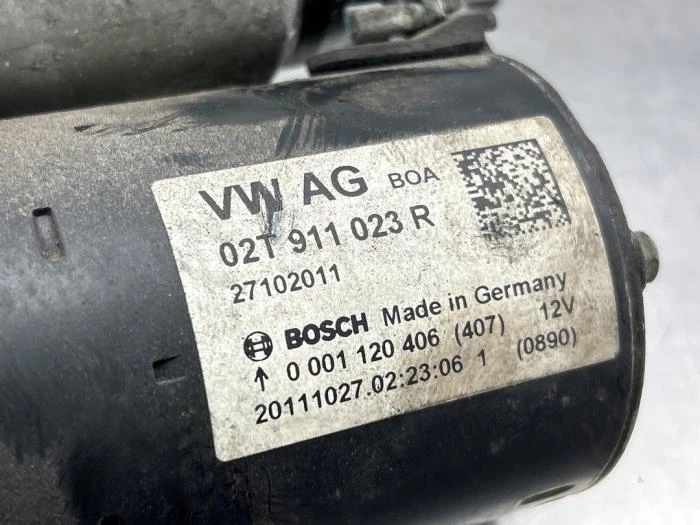 VW AG BOA
02T 911 023 R
27102011
BOSCH Made in Germany 12V
0 001 120 406 (407) (0890)
20111027.02:23:06 1